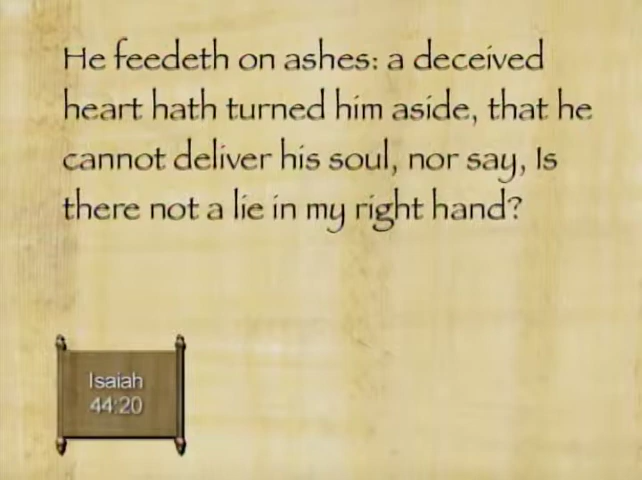 He feedeth on ashes: a deceived
heart hath turned him aside, that he
cannot deliver his soul, nor say, Is
there not a lie in my right hand?
Isaiah
44:20